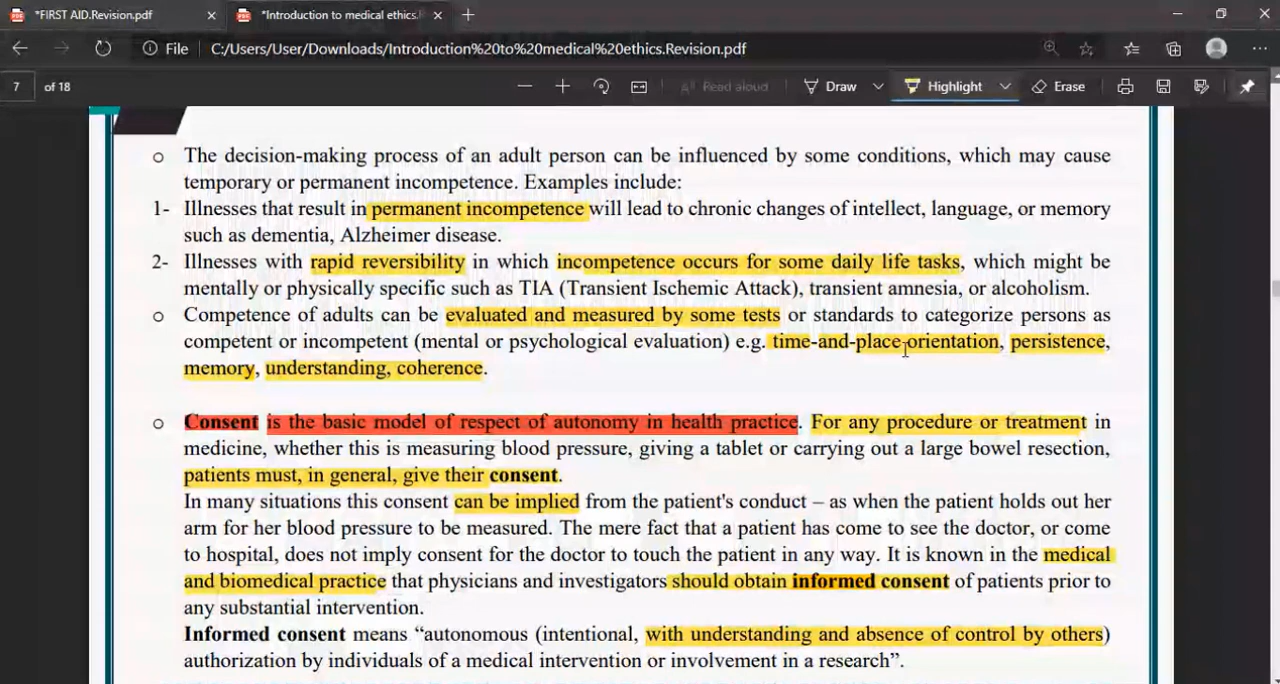 *FIRST AID.Revision.pdf
*Introduction to medical ethics.
File
C:/Users/User/Downloads/Introduction%20to%20medical%20ethics.Revision.pdf
7 of 18
Read aloud
Draw
Highlight
Erase
o The decision-making process of an adult person can be influenced by some conditions, which may cause
temporary or permanent incompetence. Examples include:
1- Illnesses that result in permanent incompetence will lead to chronic changes of intellect, language, or memory
such as dementia, Alzheimer disease.
2- Illnesses with rapid reversibility in which incompetence occurs for some daily life tasks, which might be
mentally or physically specific such as TIA (Transient Ischemic Attack), transient amnesia, or alcoholism.
o Competence of adults can be evaluated and measured by some tests or standards to categorize persons as
competent or incompetent (mental or psychological evaluation) e.g. time-and-place orientation, persistence,
memory, understanding, coherence.
o Consent is the basic model of respect of autonomy in health practice. For any procedure or treatment in
medicine, whether this is measuring blood pressure, giving a tablet or carrying out a large bowel resection,
patients must, in general, give their consent.
In many situations this consent can be implied from the patient's conduct – as when the patient holds out her
arm for her blood pressure to be measured. The mere fact that a patient has come to see the doctor, or come
to hospital, does not imply consent for the doctor to touch the patient in any way. It is known in the medical
and biomedical practice that physicians and investigators should obtain informed consent of patients prior to
any substantial intervention.
Informed consent means “autonomous (intentional, with understanding and absence of control by others)
authorization by individuals of a medical intervention or involvement in a research”.